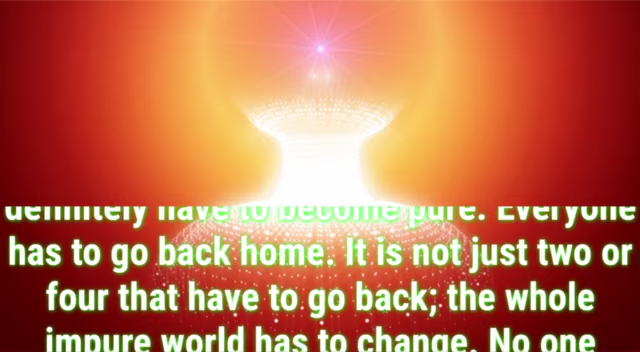 definitely have to become pure. Everyone
has to go back home. It is not just two or
four that have to go back; the whole
impure world has to change. No one